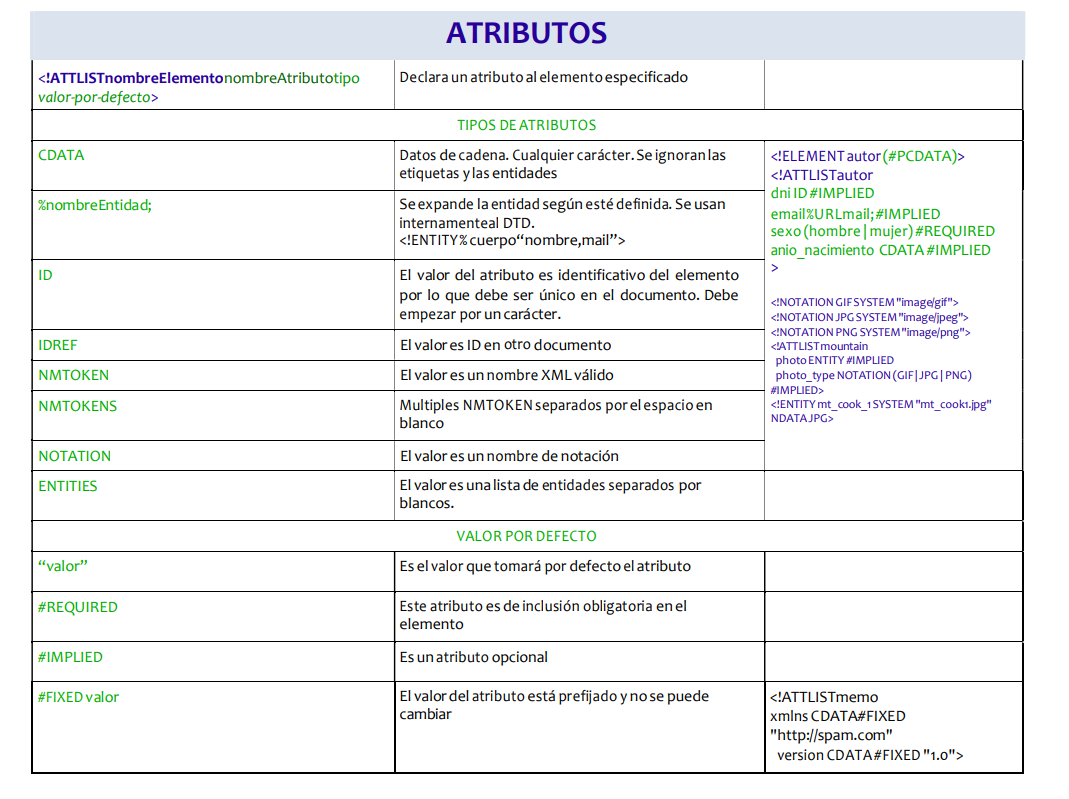 ATRIBUTOS
<!ATTLISTnombreElementonombreAtributotipo
valor-por-defecto>
Declara un atributo al elemento especificado
TIPOS DE ATRIBUTOS
CDATA
Datos de cadena. Cualquier carácter. Se ignoran las
etiquetas y las entidades
%nombreEntidad;
Se expande la entidad según esté definida. Se usan
internamenteal DTD.
<!ENTITY % cuerpo“nombre,mail”>
ID
El valor del atributo es identificativo del elemento
por lo que debe ser único en el documento. Debe
empezar por un carácter.
IDREF
El valor es ID en otro documento
NMTOKEN
El valor es un nombre XML válido
NMTOKENS
Multiples NMTOKEN separados por el espacio en
blanco
NOTATION
El valor es un nombre de notación
<!ELEMENT autor (#PCDATA)>
<!ATTLISTautor
dni ID #IMPLIED
email%URLmail; #IMPLIED
sexo (hombre | mujer) #REQUIRED
anio_nacimiento CDATA #IMPLIED
>
<!NOTATION GIF SYSTEM "image/gif">
<!NOTATION JPG SYSTEM "image/jpeg">
<!NOTATION PNG SYSTEM "image/png">
<!ATTLISTmountain
photo ENTITY #IMPLIED
photo_type NOTATION (GIF | JPG | PNG)
#IMPLIED>
<!ENTITY mt_cook_1 SYSTEM "mt_cook1.jpg"
NDATA JPG>
ENTITIES
El valor es una lista de entidades separados por
blancos.
VALOR POR DEFECTO
“valor”
Es el valor que tomará por defecto el atributo
#REQUIRED
Este atributo es de inclusión obligatoria en el
elemento
#IMPLIED
Es un atributo opcional
#FIXED valor
El valor del atributo está prefijado y no se puede
cambiar
<!ATTLISTmemo
xmlns CDATA#FIXED
"http://spam.com"
version CDATA #FIXED "1.0">